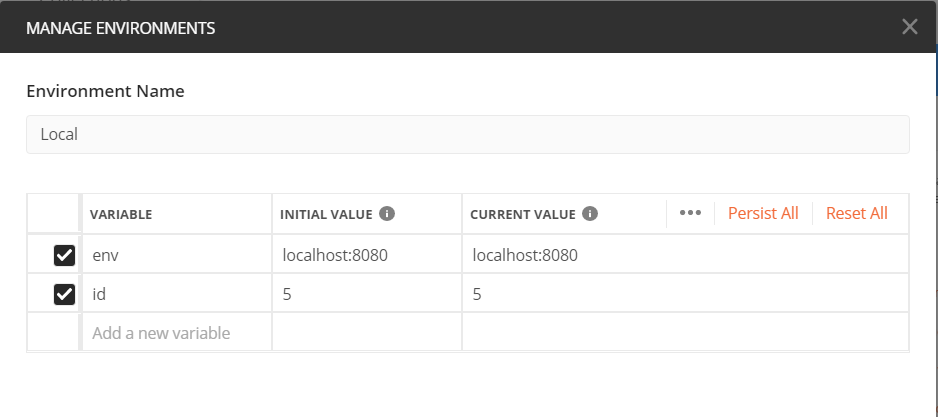 MANAGE ENVIRONMENTS
Environment Name
Local
VARIABLE INITIAL VALUE CURRENT VALUE Persist All Reset All
env localhost:8080 localhost:8080
id 5 5
Add a new variable